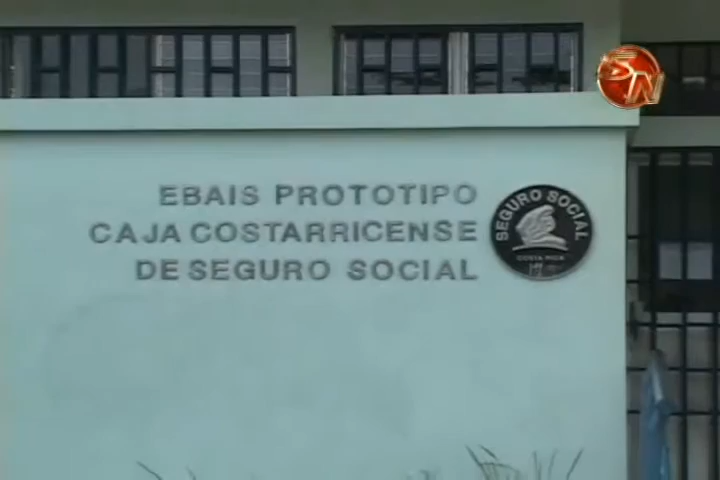 EBAIS PROTOTIPO
CAJA COSTARRICENSE
DE SEGURO SOCIAL
SEGURO SOCIAL
COSTA RICA